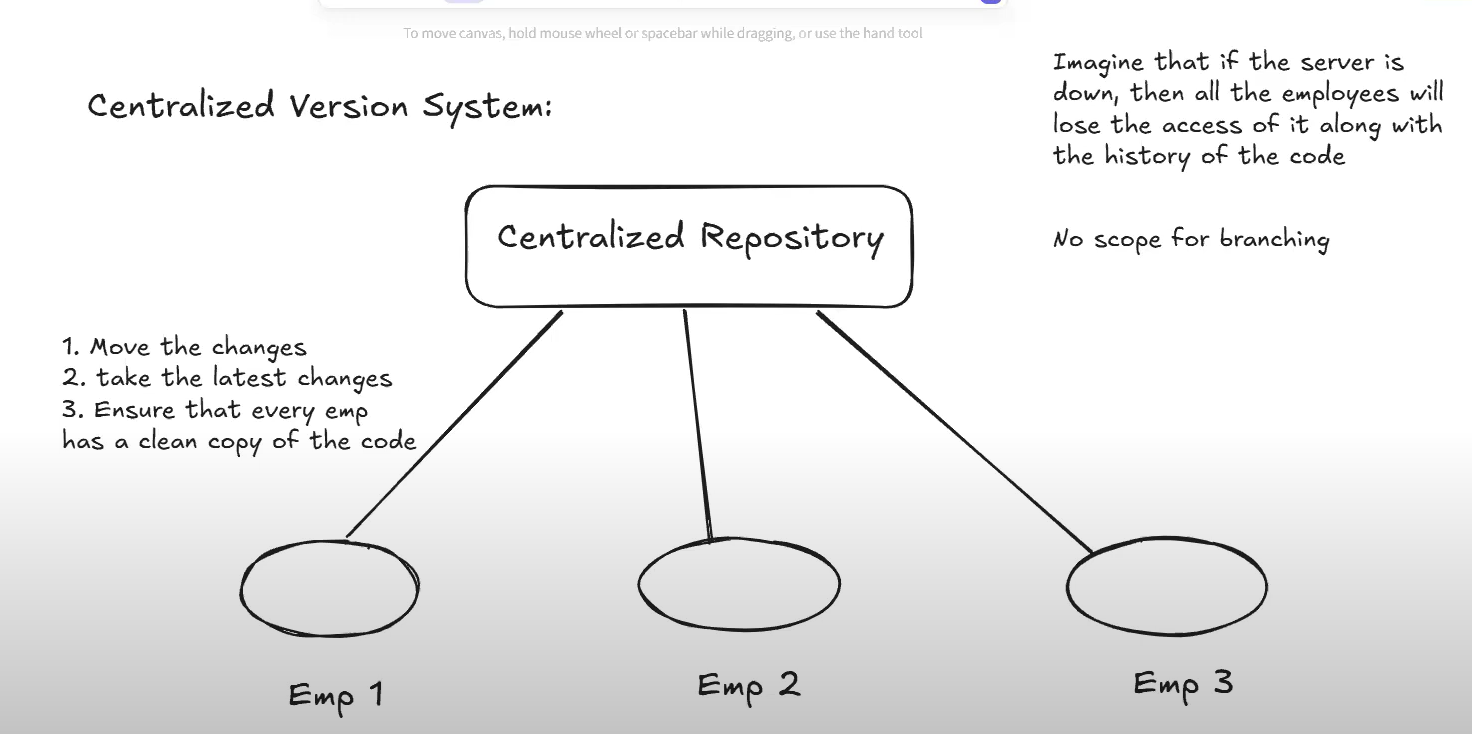 To move canvas, hold mouse wheel or spacebar while dragging, or use the hand tool
Centralized Version System:
Imagine that if the server is
down, then all the employees will
lose the access of it along with
the history of the code
No scope for branching
Centralized Repository
1. Move the changes
2. take the latest changes
3. Ensure that every emp
has a clean copy of the code
Emp 1
Emp 2
Emp 3